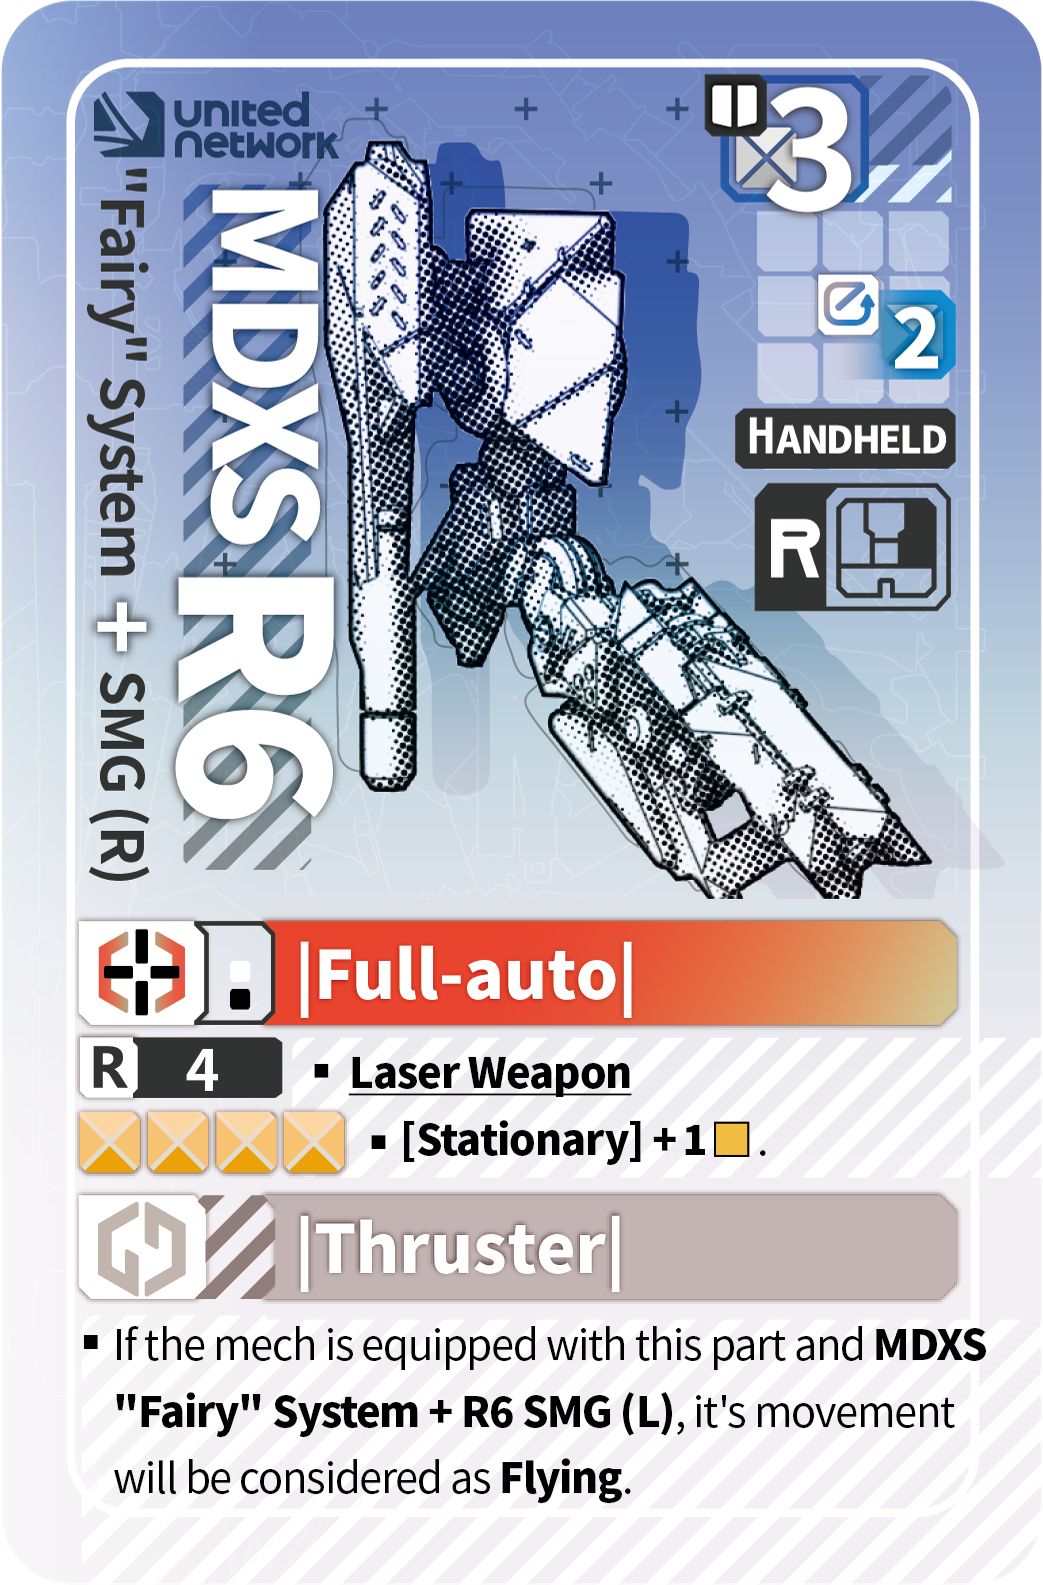 united
network
3
2
HANDHELD
R
MDXS R6
"Fairy" System + SMG (R)
|Full-auto|
R 4
▪ Laser Weapon
▪ [Stationary] + 1 .
|Thruster|
▪ If the mech is equipped with this part and MDXS
"Fairy" System + R6 SMG (L), it's movement
will be considered as Flying.